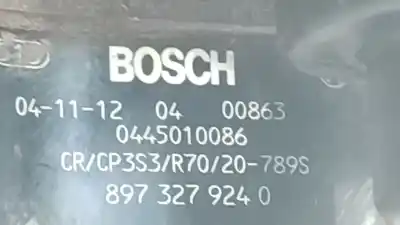 BOSCH
04-11-12 04 00863
0445010086
CR/CP3S3/R70/20-789S
897 327 924 0